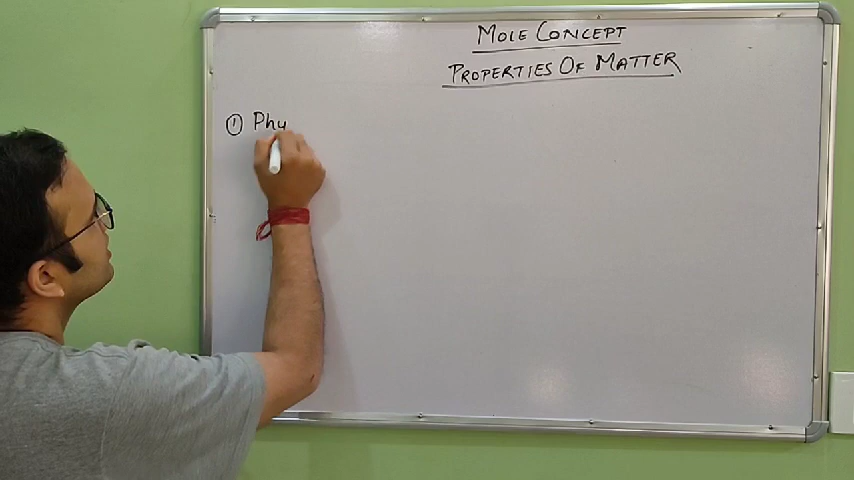 MOLE CONCEPT
PROPERTIES OF MATTER
① Phy